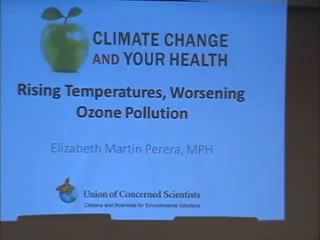 CLIMATE CHANGE
AND YOUR HEALTH
Rising Temperatures, Worsening
Ozone Pollution
Elizabeth Martin Perera, MPH
Union of Concerned Scientists
Citizens and Scientists for Environmental Solutions